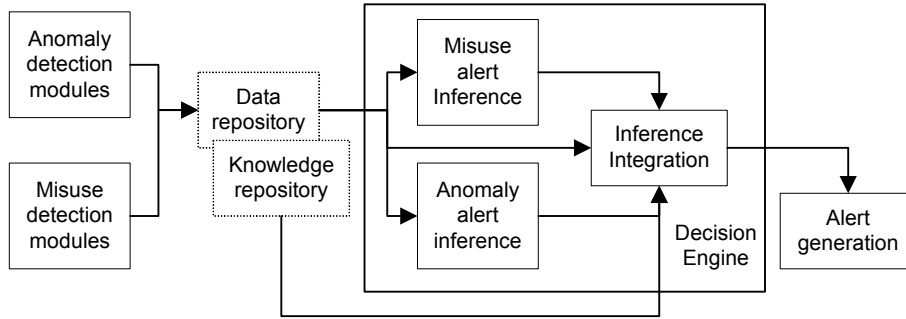 Anomaly
detection
modules
Misuse
detection
modules
Data
repository
Knowledge
repository
Misuse
alert
Inference
Anomaly
alert
inference
Inference
Integration
Decision
Engine
Alert
generation